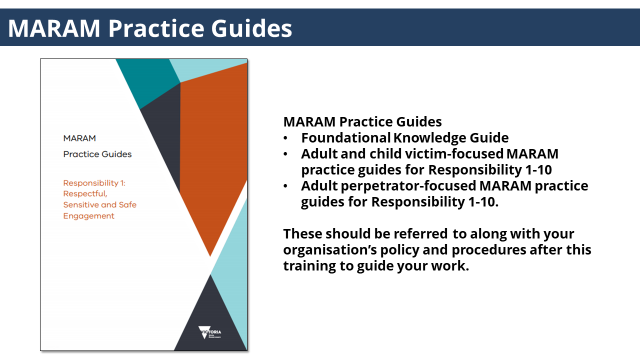 MARAM Practice Guides
MARAM
Practice Guides
Responsibility 1:
Respectful,
Sensitive and Safe
Engagement
MARAM Practice Guides
• Foundational Knowledge Guide
• Adult and child victim-focused MARAM
practice guides for Responsibility 1-10
• Adult perpetrator-focused MARAM practice
guides for Responsibility 1-10.
These should be referred to along with your
organisation's policy and procedures after this
training to guide your work.